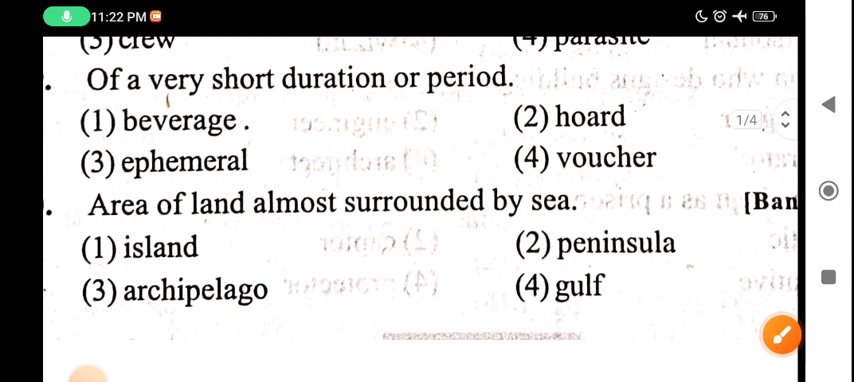 11:22 PM 76
(3) crew (4) parasite
. Of a very short duration or period.
(1) beverage . (2) hoard
1/4
(3) ephemeral (4) voucher
. Area of land almost surrounded by sea. [Ban
(1) island (2) peninsula
(3) archipelago (4) gulf